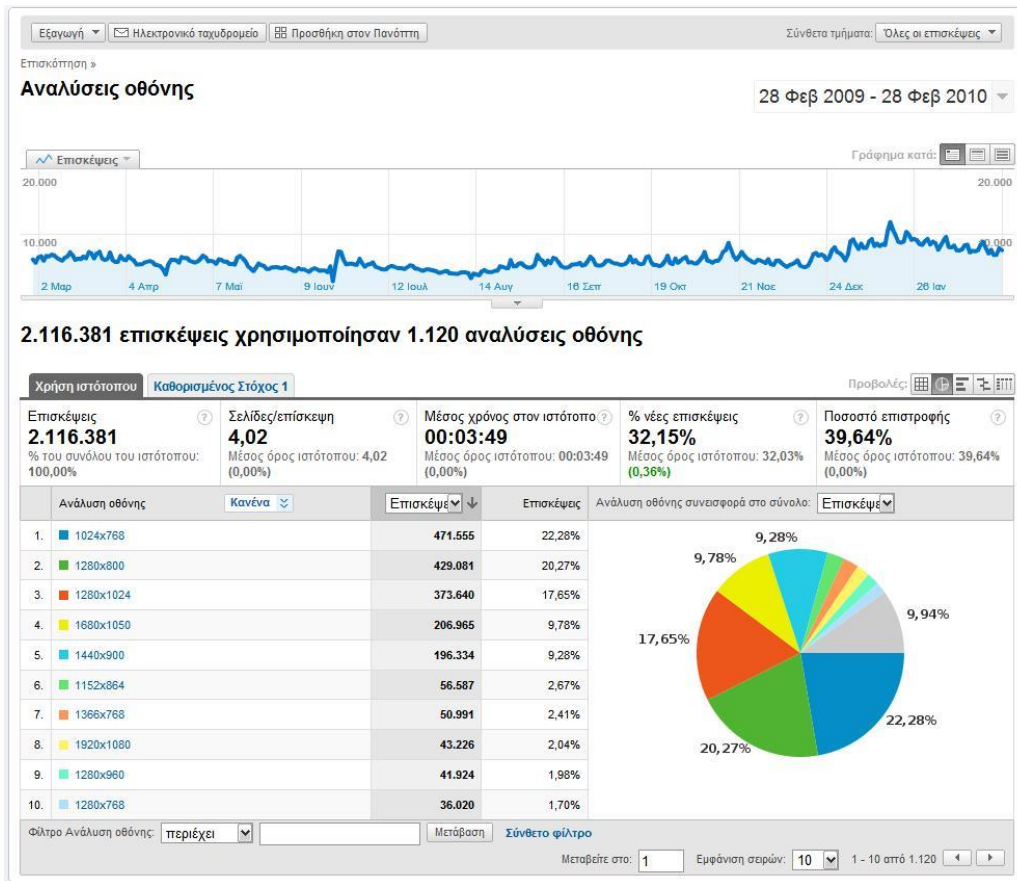 Εξαγωγή Ηλεκτρονικό ταχυδρομείο Προσθήκη στον Πανόπτη Σύνθετα τμήματα: Όλες οι επισκέψεις
Επισκόπηση »
Αναλύσεις οθόνης
28 Φεβ 2009 - 28 Φεβ 2010
Επισκέψεις Γράφημα κατά:
20.000 20.000
10.000 10.000
2 Μαρ 4 Απρ 7 Μαϊ 9 Ιουν 12 Ιουλ 14 Αυγ 16 Σεπ 19 Οκτ 21 Νοε 24 Δεκ 26 Ιαν
2.116.381 επισκέψεις χρησιμοποίησαν 1.120 αναλύσεις οθόνης
Χρήση ιστότοπου Καθορισμένος Στόχος 1 Προβολές:
Επισκέψεις ? Σελίδες/επίσκεψη ? Μέσος χρόνος στον ιστότοπο ? % νέες επισκέψεις ? Ποσοστό επιστροφής ?
2.116.381 4,02 00:03:49 32,15% 39,64%
% του συνόλου του ιστότοπου: Μέσος όρος ιστότοπου: 4,02 Μέσος όρος ιστότοπου: 00:03:49 Μέσος όρος ιστότοπου: 32,03% Μέσος όρος ιστότοπου: 39,64%
100,00% (0,00%) (0,00%) (0,36%) (0,00%)
Ανάλυση οθόνης Κανένα Επισκέψε Επισκέψεις Ανάλυση οθόνης συνεισφορά στο σύνολο: Επισκέψε
1. 1024x768 471.555 22,28%
2. 1280x800 429.081 20,27%
3. 1280x1024 373.640 17,65%
4. 1680x1050 206.965 9,78%
5. 1440x900 196.334 9,28%
6. 1152x864 56.587 2,67%
7. 1366x768 50.991 2,41%
8. 1920x1080 43.226 2,04%
9. 1280x960 41.924 1,98%
10. 1280x768 36.020 1,70%
9,28%
9,78%
9,94%
17,65%
22,28%
20,27%
Φίλτρο Ανάλυση οθόνης: περιέχει Μετάβαση Σύνθετο φίλτρο
Μεταβείτε στο: 1 Εμφάνιση σειρών: 10 1 - 10 από 1.120